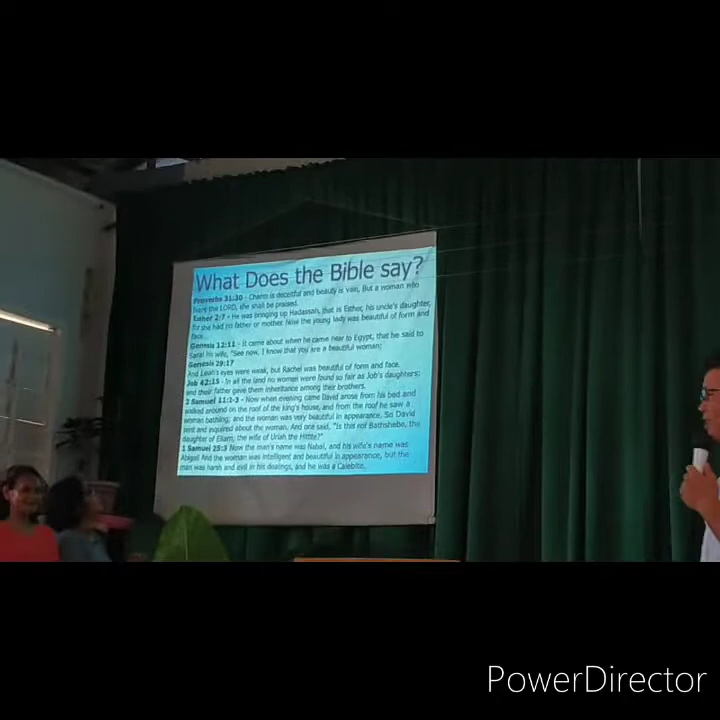 What Does the Bible say?
Proverbs 31:30 - Charm is deceitful and beauty is vain, But a woman who
fears the LORD, she shall be praised.
Esther 2:7 - He was bringing up Hadassah, that is Esther, his uncle's daughter,
for she had no father or mother. Now the young lady was beautiful of form and
face...
Genesis 12:11 - It came about when he came near to Egypt, that he said to
Sarai his wife, "See now, I know that you are a beautiful woman;
Genesis 29:17
And Leah's eyes were weak, but Rachel was beautiful of form and face.
Job 42:15 - In all the land no women were found so fair as Job's daughters;
and their father gave them inheritance among their brothers.
2 Samuel 11:2-3 - Now when evening came David arose from his bed and
walked around on the roof of the king's house, and from the roof he saw a
woman bathing; and the woman was very beautiful in appearance. So David
sent and inquired about the woman. And one said, "Is this not Bathsheba, the
daughter of Eliam, the wife of Uriah the Hittite?"
1 Samuel 25:3 Now the man's name was Nabal, and his wife's name was
Abigail And the woman was intelligent and beautiful in appearance, but the
man was harsh and evil in his dealings, and he was a Calebite,
PowerDirector